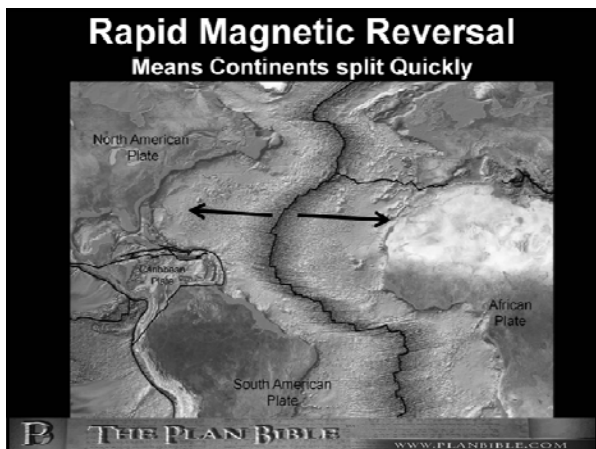 Rapid Magnetic Reversal
Means Continents split Quickly
North American
Plate
Caribbean
Plate
African
Plate
South American
Plate
B THE PLAN BIBLE
WWW.PLANBIBLE.COM